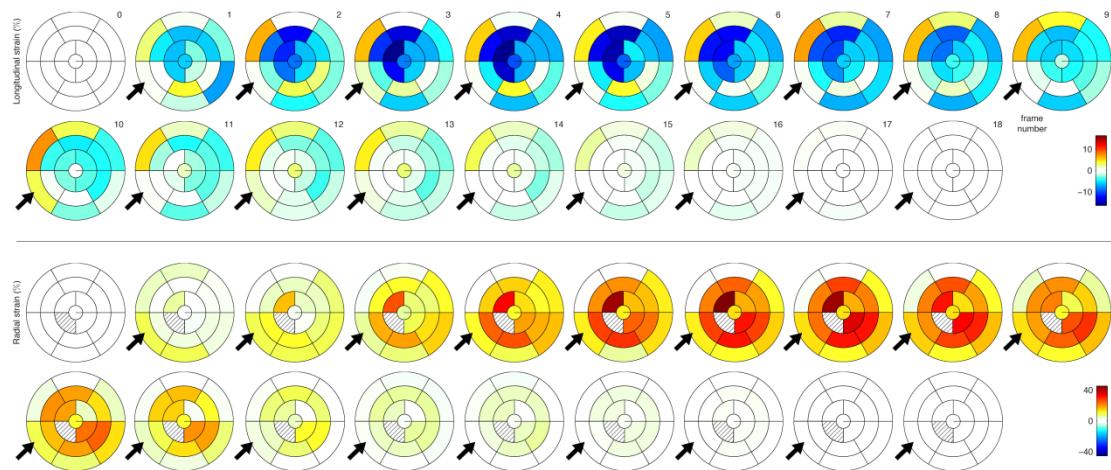 Longitudinal strain (%)
0 1 2 3 4 5 6 7 8 9
frame
number
10 11 12 13 14 15 16 17 18
10
0
−10
Radial strain (%)
40
0
−40